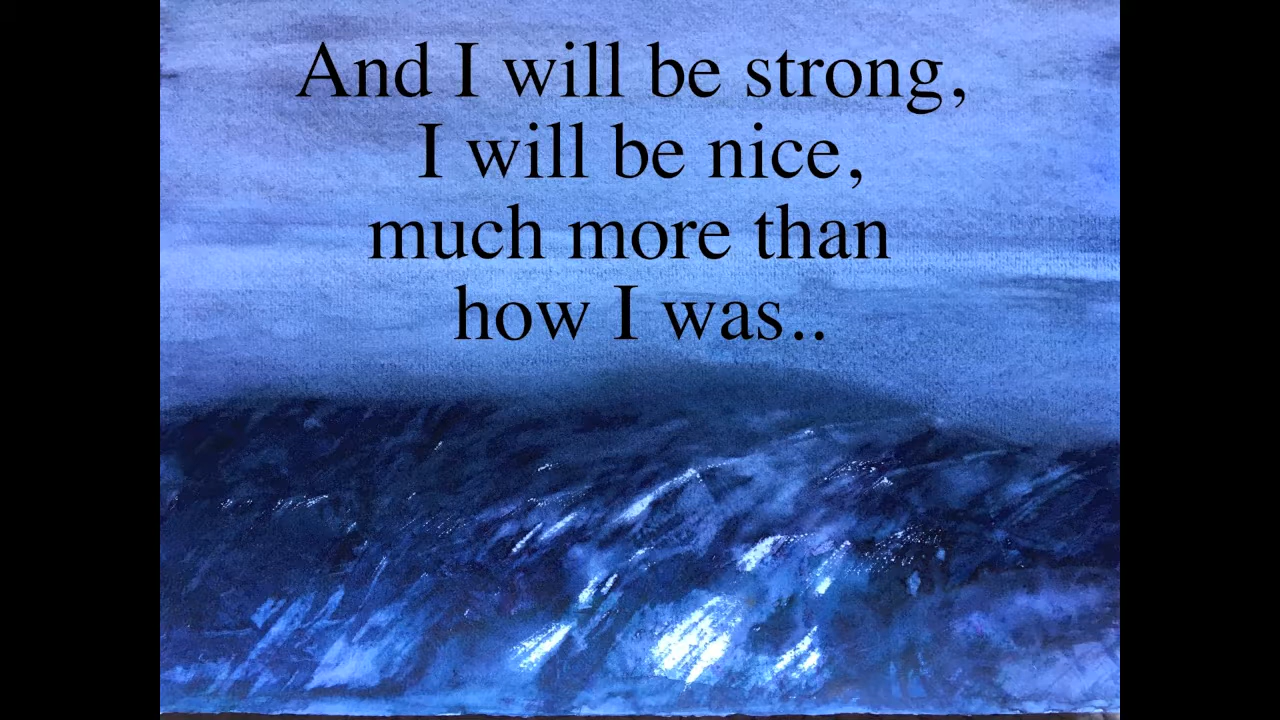 And I will be strong,
I will be nice,
much more than
how I was..